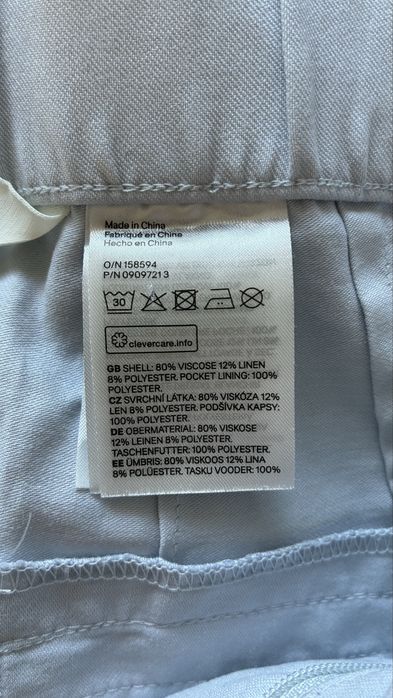 Made in China
Fabriqué en Chine
Hecho en China
O/N 158594
P/N 09097213
30
clevercare.info
GB SHELL: 80% VISCOSE 12% LINEN
8% POLYESTER. POCKET LINING: 100%
POLYESTER.
CZ SVRCHNÍ LÁTKA: 80% VISKÓZA 12%
LEN 8% POLYESTER. PODŠÍVKA KAPSY:
100% POLYESTER.
DE OBERMATERIAL: 80% VISKOSE
12% LEINEN 8% POLYESTER.
TASCHENFUTTER: 100% POLYESTER.
EE ÜMBRIS: 80% VISKOOS 12% LINA
8% POLÜESTER. TASKU VOODER: 100%